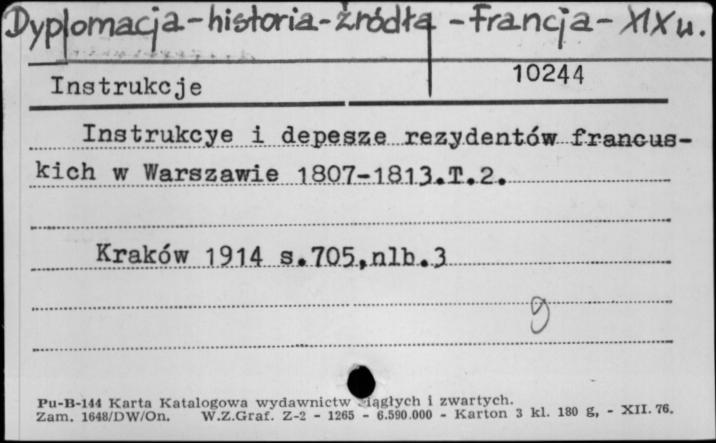 Dyplomacja-historia-źródła - Francja - XIX w.
Instrukcje
10244
Instrukcye i depesze rezydentów francus-
kich w Warszawie 1807-1813.T.2.
Kraków 1914 s.705,nlb.3
g
Pu-B-144 Karta Katalogowa wydawnictw ciągłych i zwartych.
Zam. 1648/DW/On. W.Z.Graf. Z-2 - 1265 - 6.590.000 - Karton 3 kl. 180 g, - XII. 76.